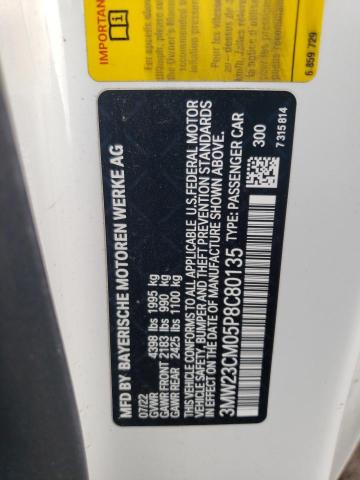 IMPORTANT
6 859 729
MFD BY BAYERISCHE MOTOREN WERKE AG
07/22
GVWR 4398 lbs 1995 kg
GAWR FRONT 2183 lbs 990 kg
GAWR REAR 2425 lbs 1100 kg
THIS VEHICLE CONFORMS TO ALL APPLICABLE U.S. FEDERAL MOTOR
VEHICLE SAFETY, BUMPER AND THEFT PREVENTION STANDARDS
IN EFFECT ON THE DATE OF MANUFACTURE SHOWN ABOVE.
3MW23CM05P8C80135 TYPE: PASSENGER CAR
300
7 315 814